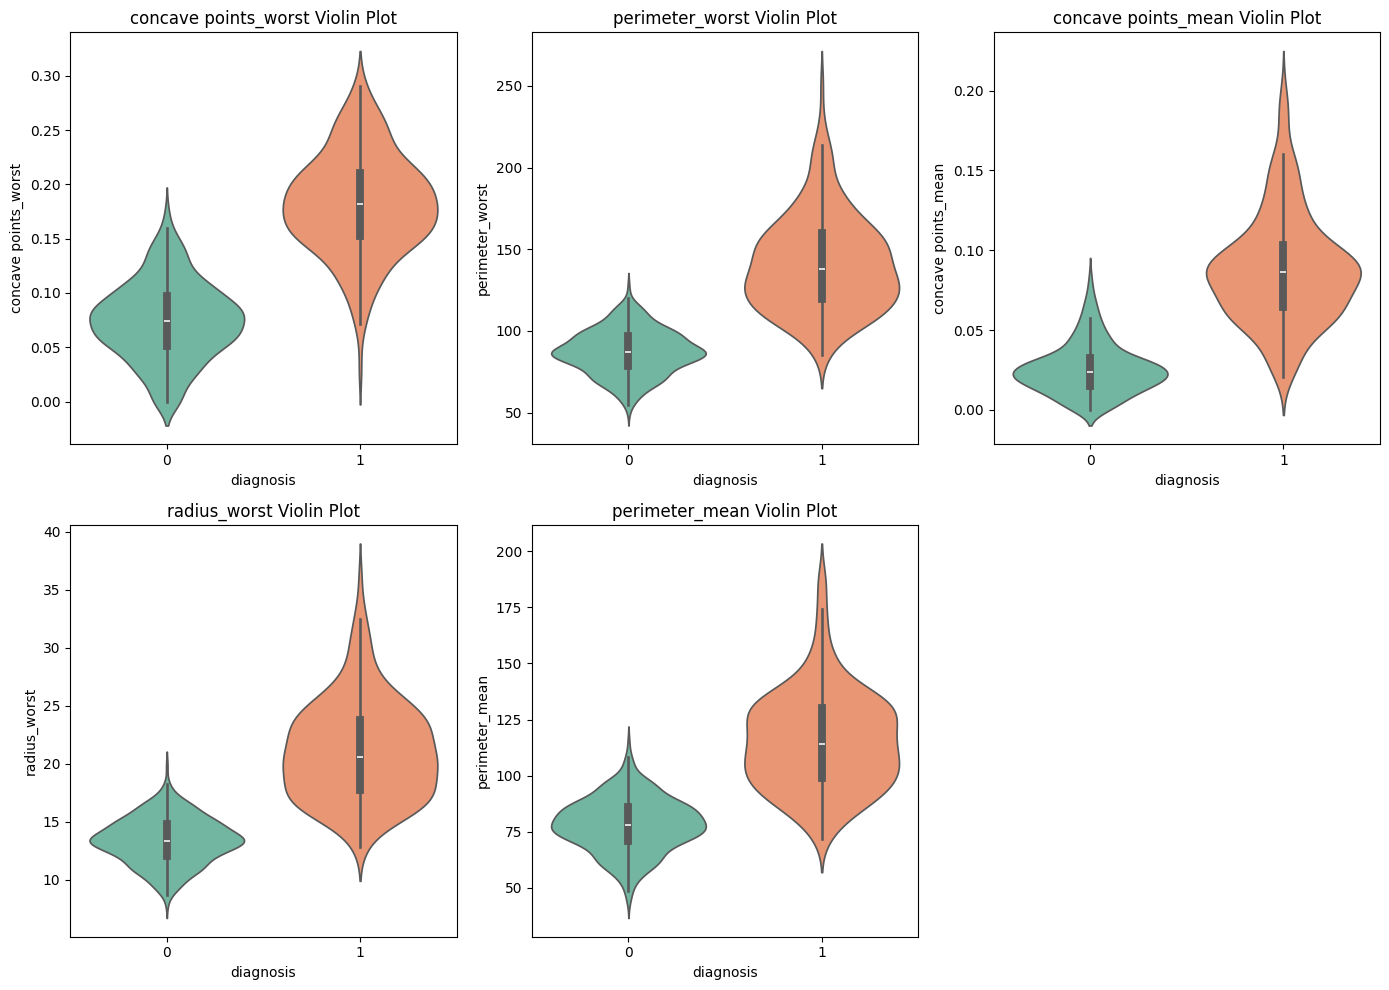 concave points_worst Violin Plot
concave points_worst
0.30
0.25
0.20
0.15
0.10
0.05
0.00
0 1
diagnosis
perimeter_worst Violin Plot
perimeter_worst
250
200
150
100
50
0 1
diagnosis
concave points_mean Violin Plot
concave points_mean
0.20
0.15
0.10
0.05
0.00
0 1
diagnosis
radius_worst Violin Plot
radius_worst
40
35
30
25
20
15
10
0 1
diagnosis
perimeter_mean Violin Plot
perimeter_mean
200
175
150
125
100
75
50
0 1
diagnosis